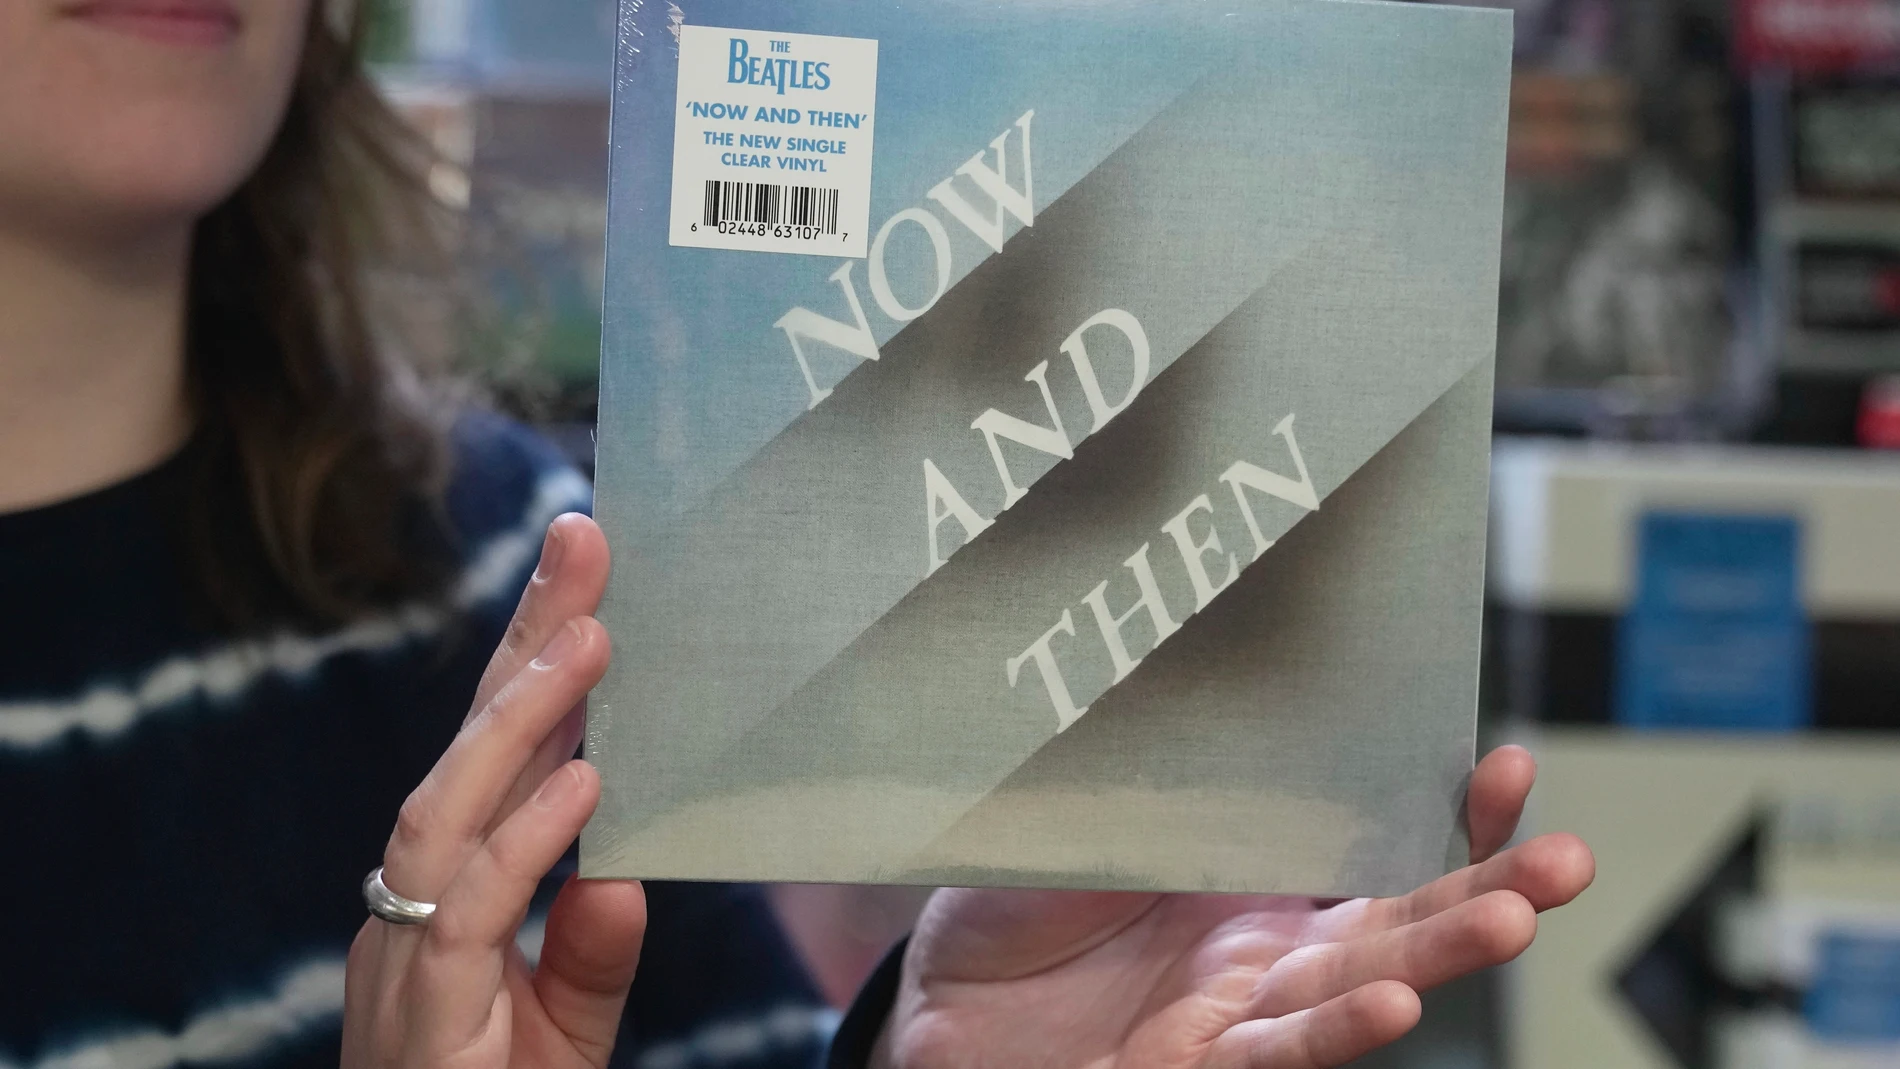 THE
BEATLES
‘NOW AND THEN’
THE NEW SINGLE
CLEAR VINYL
6 02448 63107 7
NOW
AND
THEN